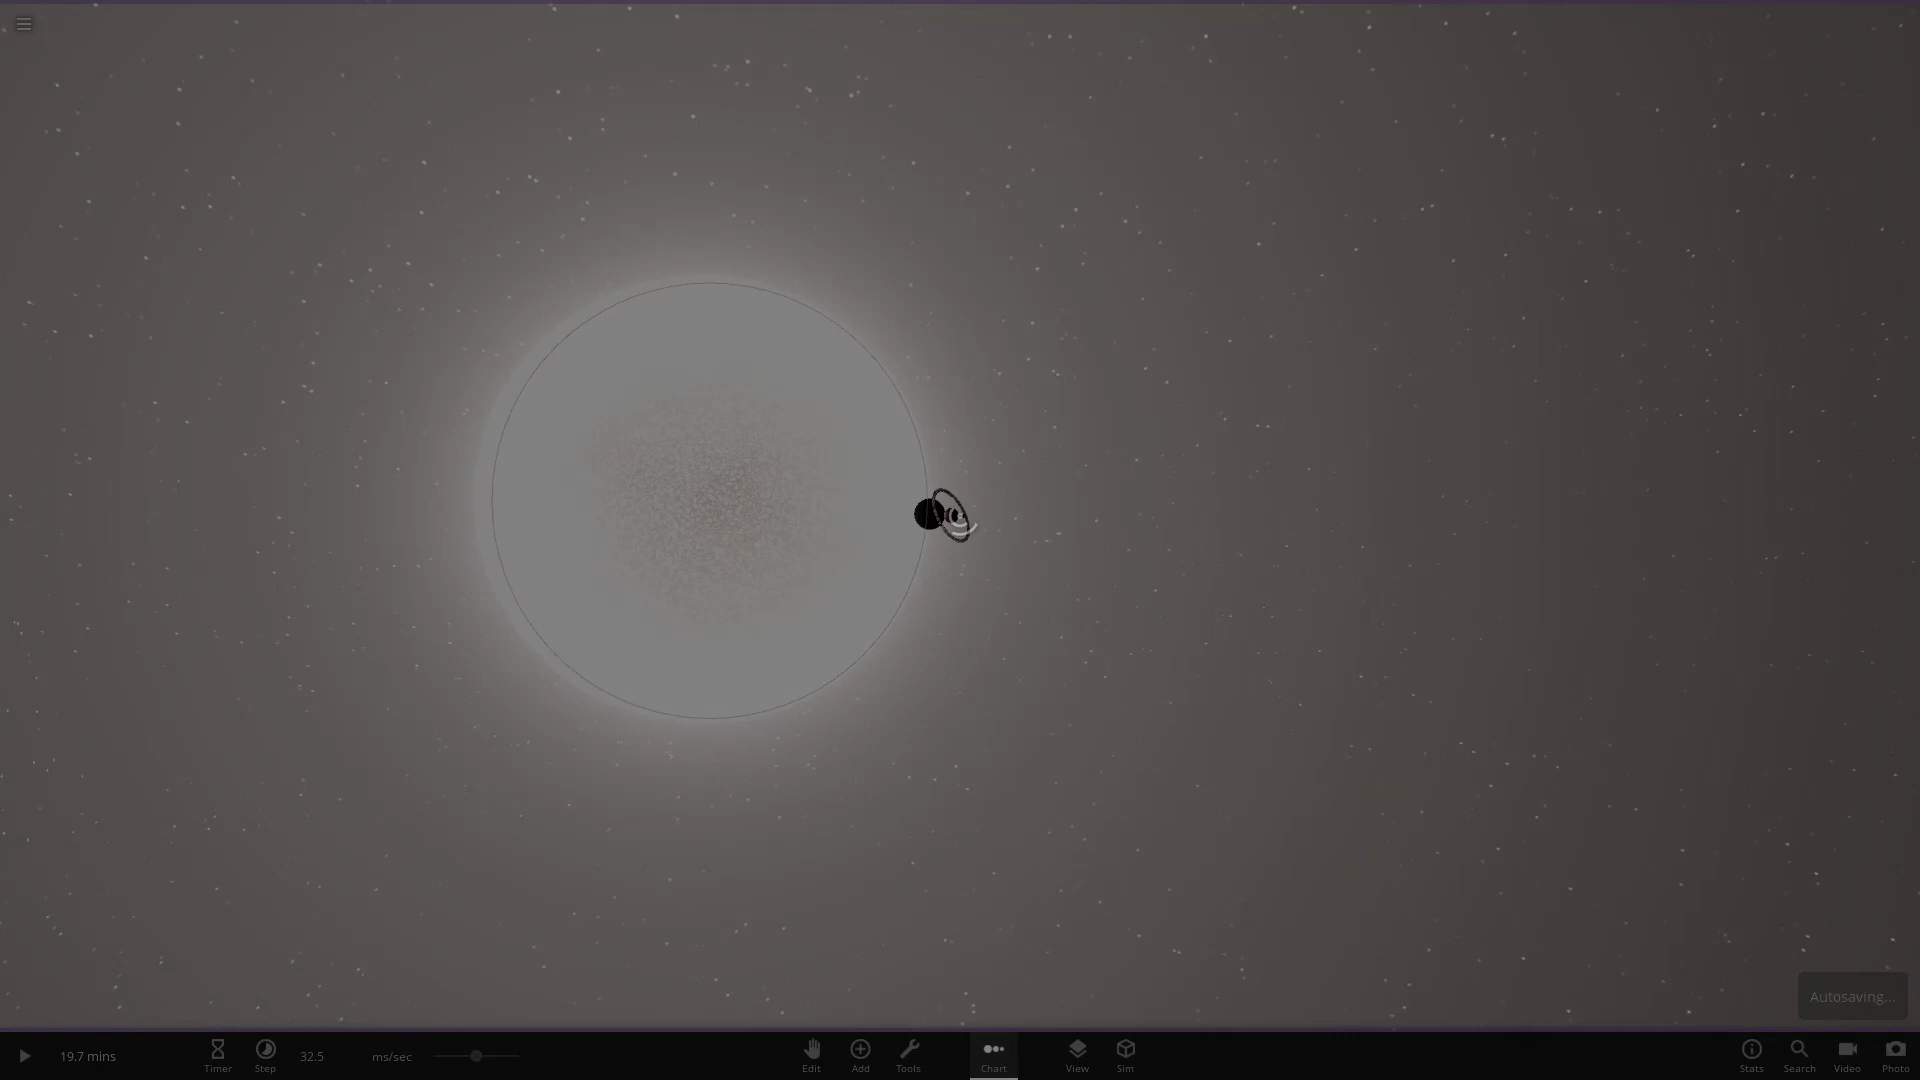 Autosaving...
19.7 mins
Timer
Step
32.5
ms/sec
Edit
Add
Tools
Chart
View
Sim
Stats
Search
Video
Photo